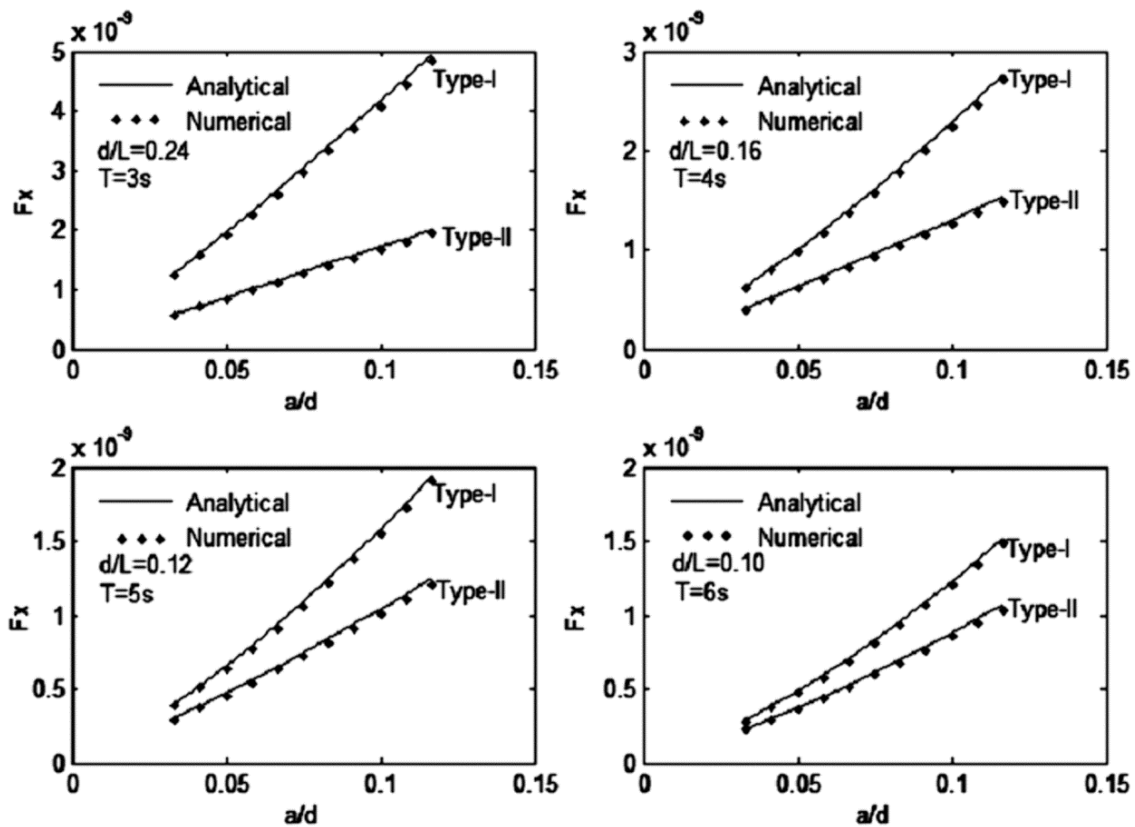 x 10⁻⁹
5
4
3
2
1
0
Fx
Analytical
Numerical
d/L=0.24
T=3s
Type-I
Type-II
0 0.05 0.1 0.15
a/d
x 10⁻⁹
3
2
1
0
Fx
Analytical
Numerical
d/L=0.16
T=4s
Type-I
Type-II
0 0.05 0.1 0.15
a/d
x 10⁻⁹
2
1.5
1
0.5
0
Fx
Analytical
Numerical
d/L=0.12
T=5s
Type-I
Type-II
0 0.05 0.1 0.15
a/d
x 10⁻⁹
2
1.5
1
0.5
0
Fx
Analytical
Numerical
d/L=0.10
T=6s
Type-I
Type-II
0 0.05 0.1 0.15
a/d